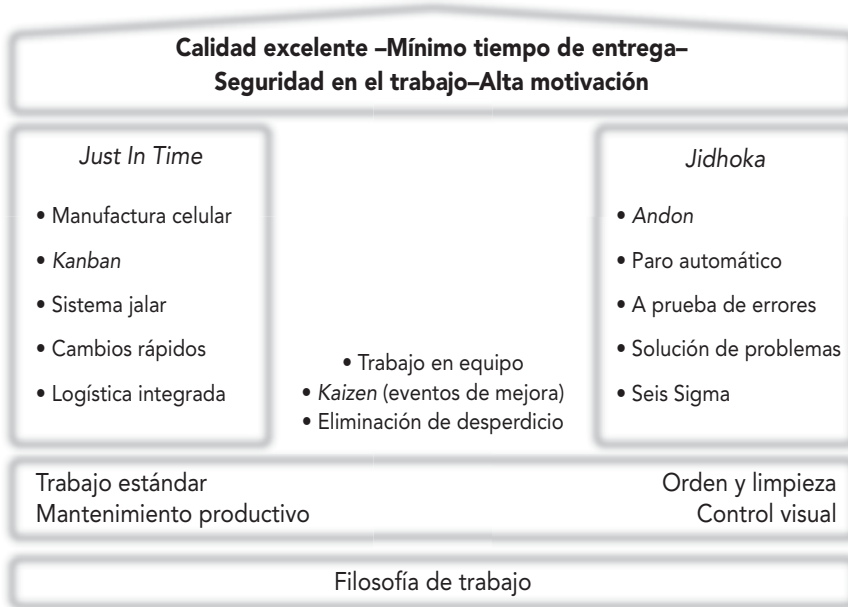 Calidad excelente –Mínimo tiempo de entrega–
Seguridad en el trabajo–Alta motivación
Just In Time
• Manufactura celular
• Kanban
• Sistema jalar
• Cambios rápidos
• Logística integrada
• Trabajo en equipo
• Kaizen (eventos de mejora)
• Eliminación de desperdicio
Jidhoka
• Andon
• Paro automático
• A prueba de errores
• Solución de problemas
• Seis Sigma
Trabajo estándar
Mantenimiento productivo
Orden y limpieza
Control visual
Filosofía de trabajo